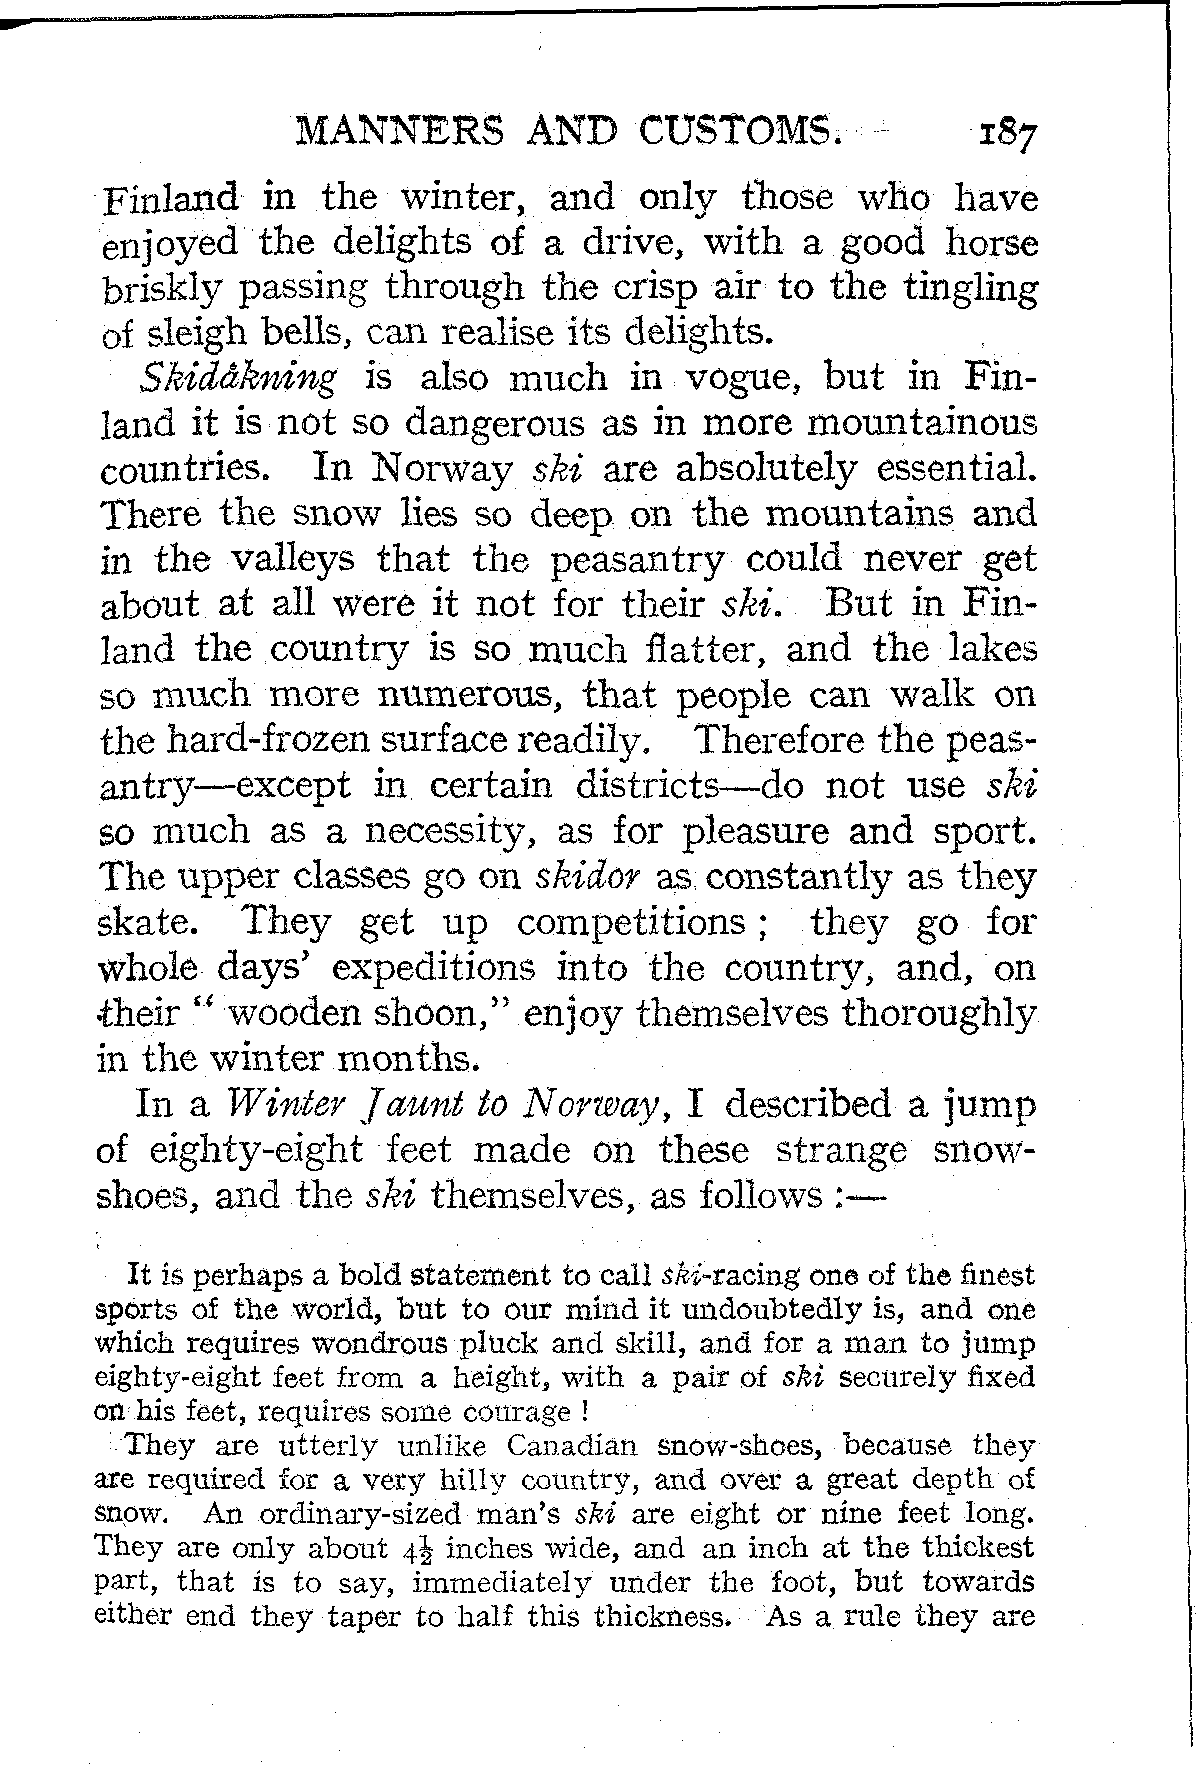 MANNERS AND CUSTOMS. 187
Finland in the winter, and only those who have
enjoyed the delights of a drive, with a good horse
briskly passing through the crisp air to the tingling
of sleigh bells, can realise its delights.
Skidåkning is also much in vogue, but in Fin-
land it is not so dangerous as in more mountainous
countries. In Norway ski are absolutely essential.
There the snow lies so deep on the mountains and
in the valleys that the peasantry could never get
about at all were it not for their ski. But in Fin-
land the country is so much flatter, and the lakes
so much more numerous, that people can walk on
the hard-frozen surface readily. Therefore the peas-
antry—except in certain districts—do not use ski
so much as a necessity, as for pleasure and sport.
The upper classes go on skidor as constantly as they
skate. They get up competitions; they go for
whole days' expeditions into the country, and, on
their "wooden shoon," enjoy themselves thoroughly
in the winter months.
In a Winter Jaunt to Norway, I described a jump
of eighty-eight feet made on these strange snow-
shoes, and the ski themselves, as follows:—
It is perhaps a bold statement to call ski-racing one of the finest
sports of the world, but to our mind it undoubtedly is, and one
which requires wondrous pluck and skill, and for a man to jump
eighty-eight feet from a height, with a pair of ski securely fixed
on his feet, requires some courage!
They are utterly unlike Canadian snow-shoes, because they
are required for a very hilly country, and over a great depth of
snow. An ordinary-sized man's ski are eight or nine feet long.
They are only about 4½ inches wide, and an inch at the thickest
part, that is to say, immediately under the foot, but towards
either end they taper to half this thickness. As a rule they are